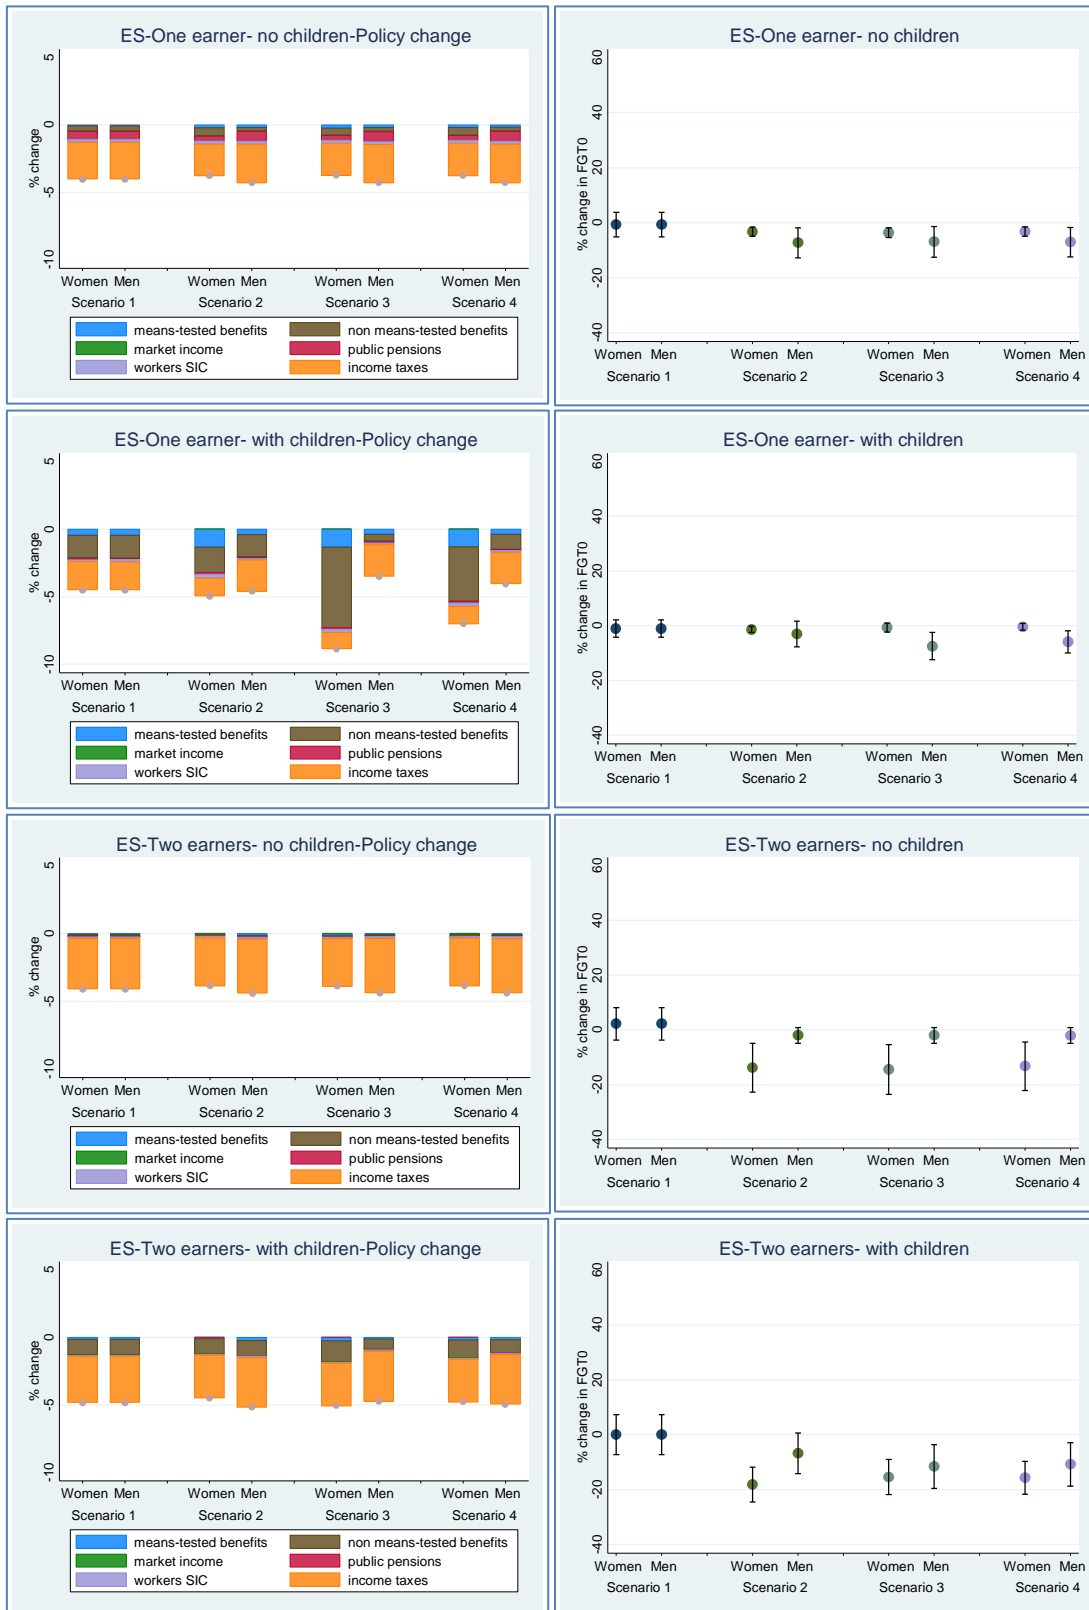 ES-One earner- no children-Policy change
5
0
-5
-10
% change
Women Men Women Men Women Men Women Men
Scenario 1 Scenario 2 Scenario 3 Scenario 4
means-tested benefits non means-tested benefits
market income public pensions
workers SIC income taxes
ES-One earner- no children
60
40
20
0
-20
-40
% change in FGT0
Women Men Women Men Women Men Women Men
Scenario 1 Scenario 2 Scenario 3 Scenario 4
ES-One earner- with children-Policy change
5
0
-5
-10
% change
Women Men Women Men Women Men Women Men
Scenario 1 Scenario 2 Scenario 3 Scenario 4
means-tested benefits non means-tested benefits
market income public pensions
workers SIC income taxes
ES-One earner- with children
60
40
20
0
-20
-40
% change in FGT0
Women Men Women Men Women Men Women Men
Scenario 1 Scenario 2 Scenario 3 Scenario 4
ES-Two earners- no children-Policy change
5
0
-5
-10
% change
Women Men Women Men Women Men Women Men
Scenario 1 Scenario 2 Scenario 3 Scenario 4
means-tested benefits non means-tested benefits
market income public pensions
workers SIC income taxes
ES-Two earners- no children
60
40
20
0
-20
-40
% change in FGT0
Women Men Women Men Women Men Women Men
Scenario 1 Scenario 2 Scenario 3 Scenario 4
ES-Two earners- with children-Policy change
5
0
-5
-10
% change
Women Men Women Men Women Men Women Men
Scenario 1 Scenario 2 Scenario 3 Scenario 4
means-tested benefits non means-tested benefits
market income public pensions
workers SIC income taxes
ES-Two earners- with children
60
40
20
0
-20
-40
% change in FGT0
Women Men Women Men Women Men Women Men
Scenario 1 Scenario 2 Scenario 3 Scenario 4